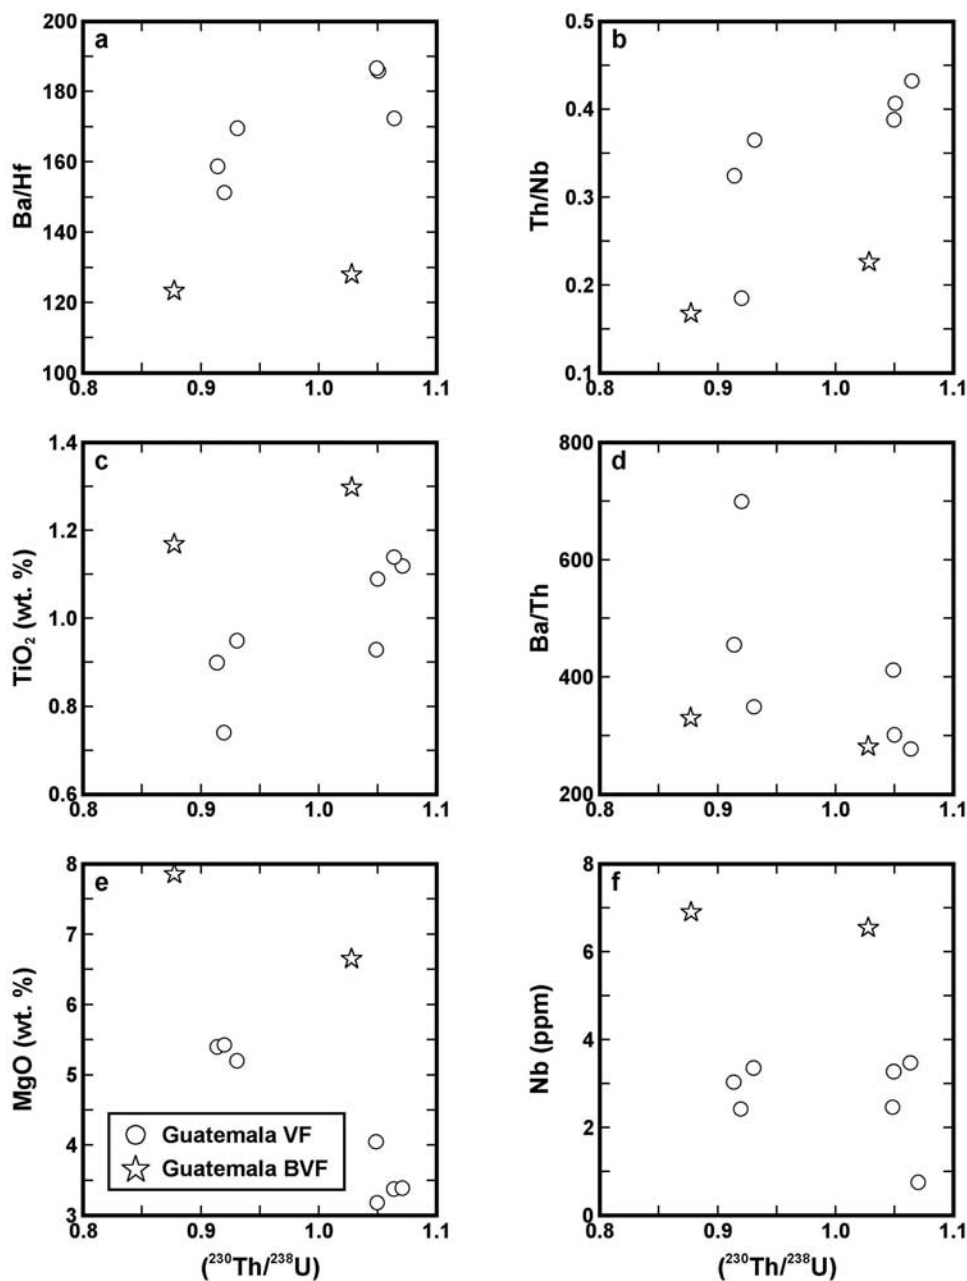 a
200
180
160
140
120
100
Ba/Hf
0.8 0.9 1.0 1.1
b
0.5
0.4
0.3
0.2
0.1
Th/Nb
0.8 0.9 1.0 1.1
c
1.4
1.2
1.0
0.8
0.6
TiO₂ (wt. %)
0.8 0.9 1.0 1.1
d
800
600
400
200
Ba/Th
0.8 0.9 1.0 1.1
e
8
7
6
5
4
3
MgO (wt. %)
Guatemala VF
Guatemala BVF
0.8 0.9 1.0 1.1
(²³⁰Th/²³⁸U)
f
8
6
4
2
0
Nb (ppm)
0.8 0.9 1.0 1.1
(²³⁰Th/²³⁸U)